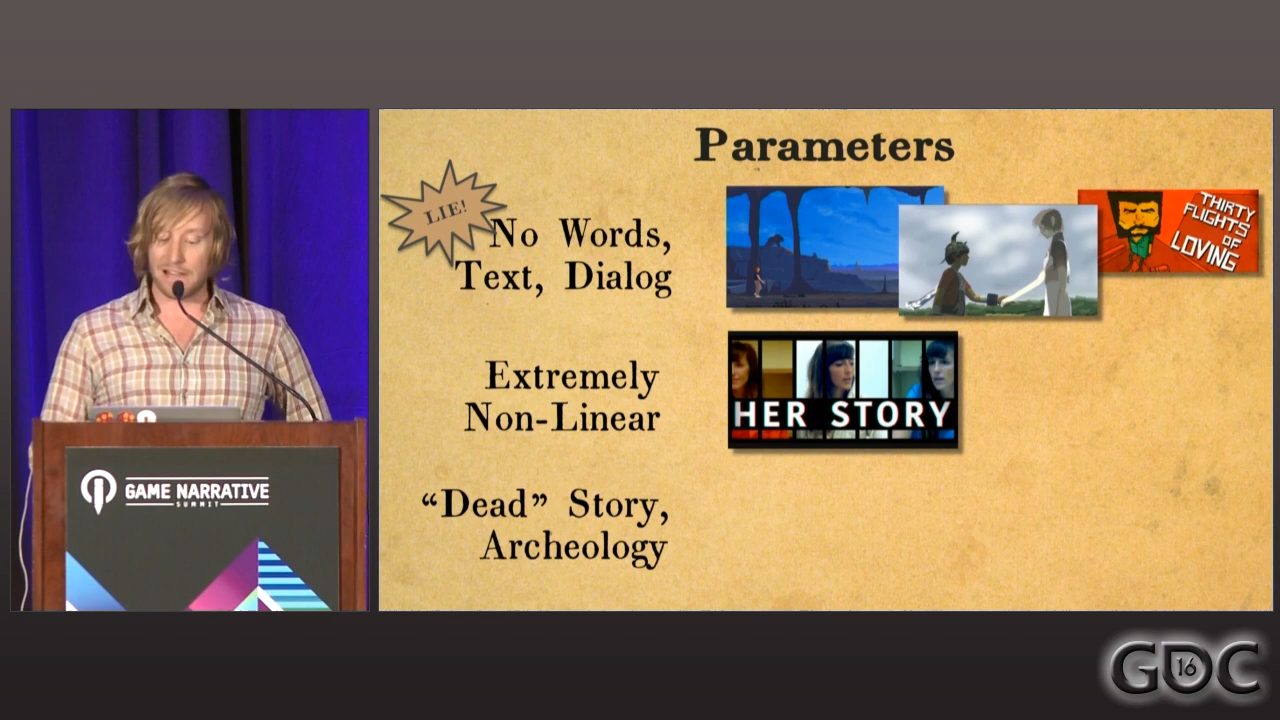 Parameters
LIE!
No Words,
Text, Dialog
THIRTY
FLIGHTS
OF
LOVING
Extremely
Non-Linear
HER STORY
“Dead” Story,
Archeology
GAME NARRATIVE
SUMMIT
GDC
16